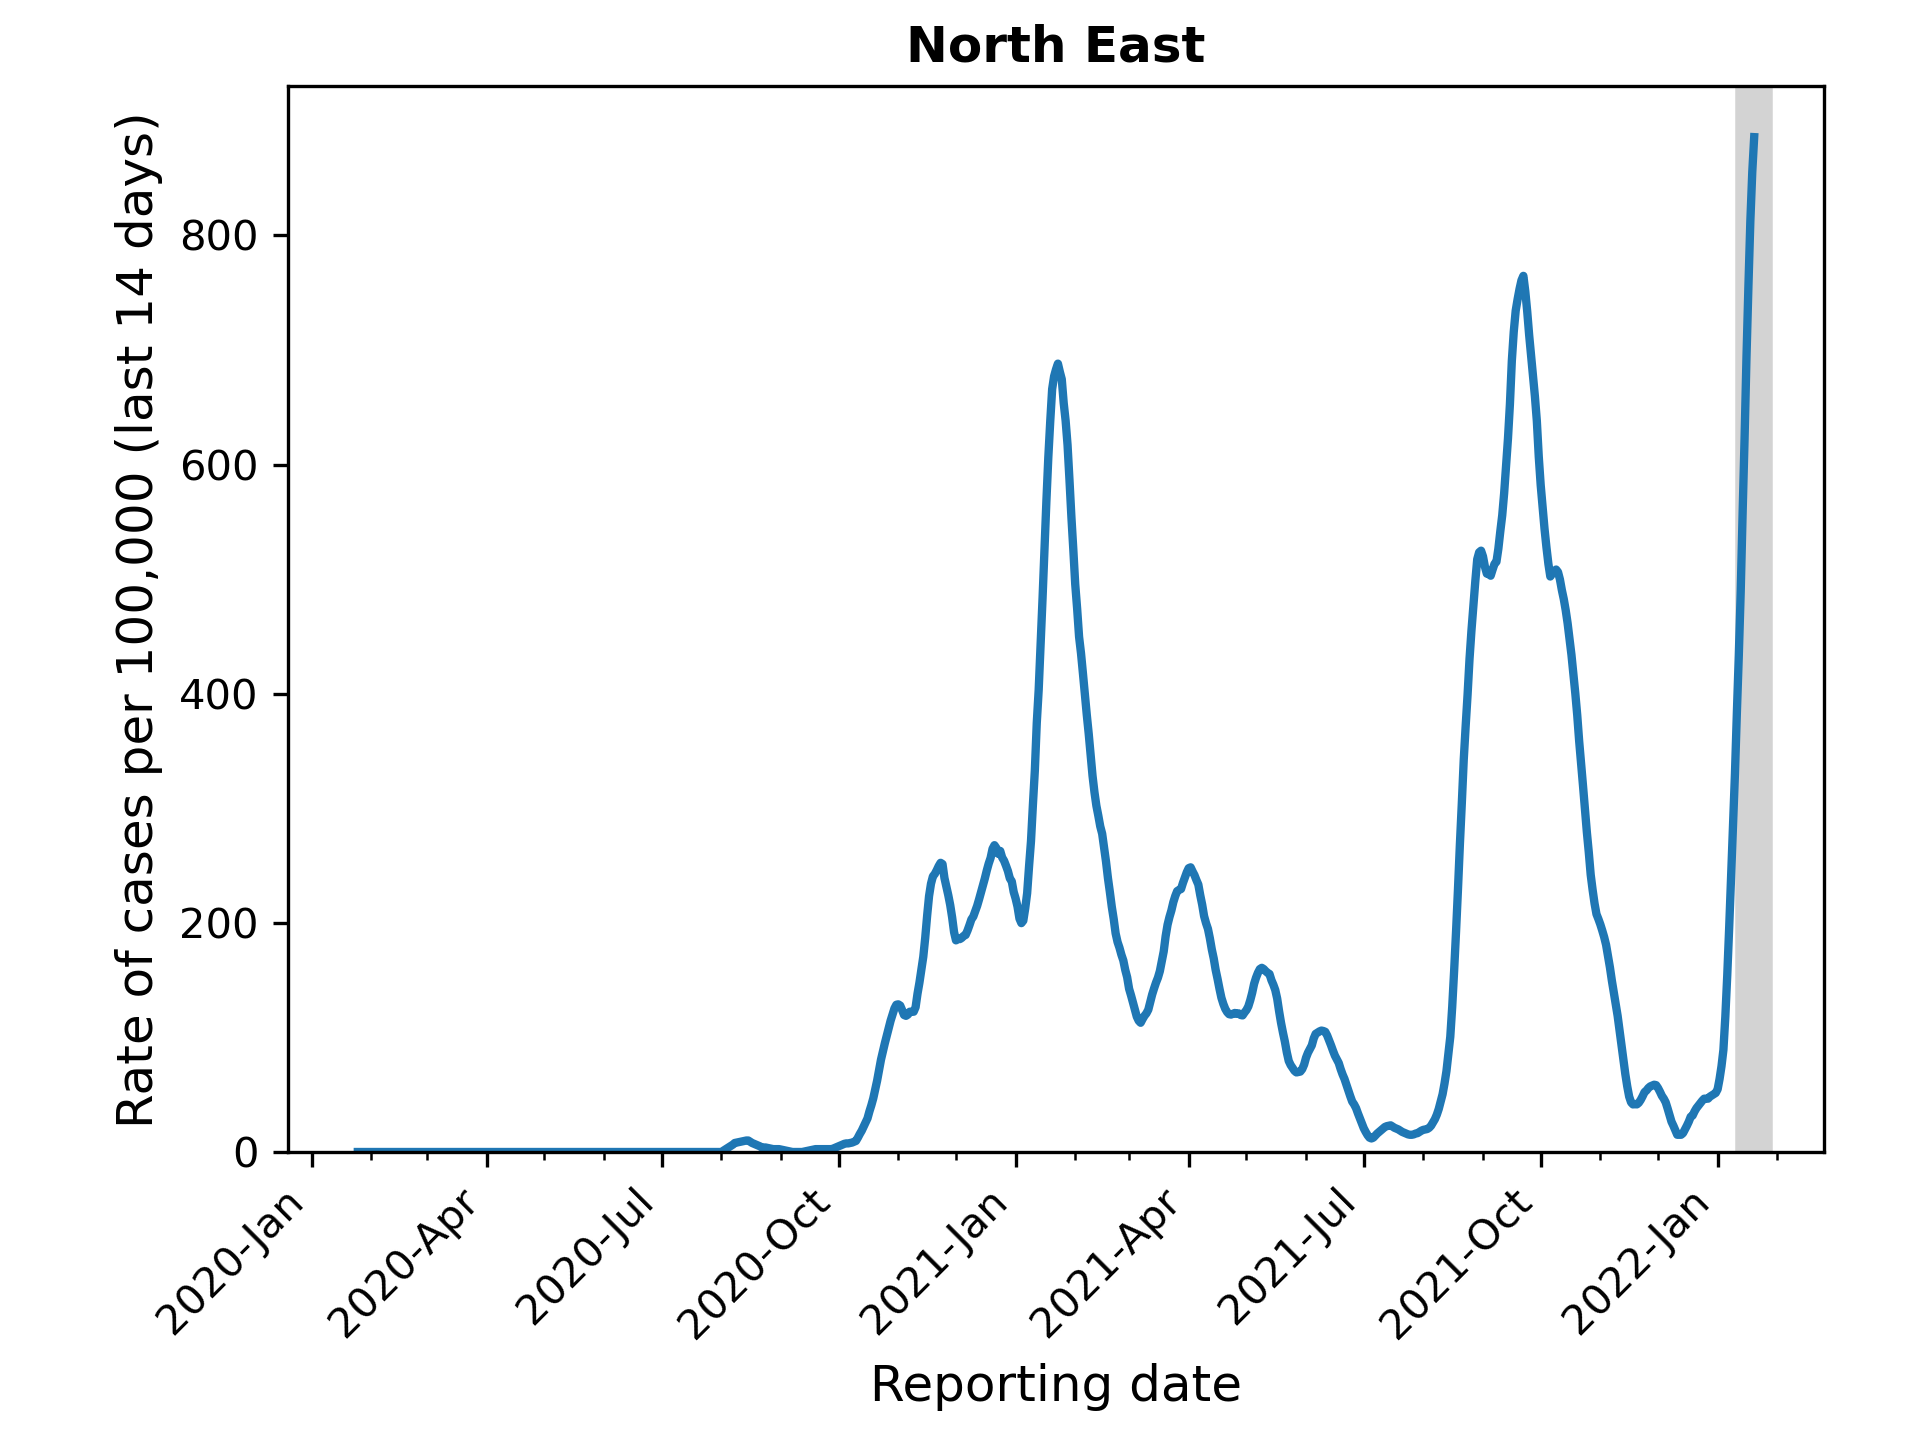 North East
Rate of cases per 100,000 (last 14 days)
800
600
400
200
0
2020-Jan
2020-Apr
2020-Jul
2020-Oct
2021-Jan
2021-Apr
2021-Jul
2021-Oct
2022-Jan
Reporting date